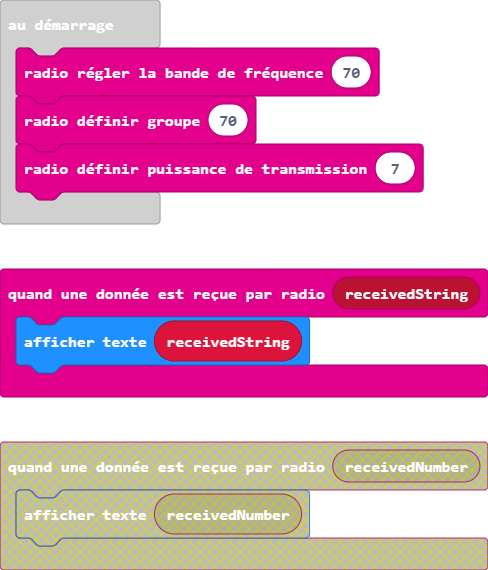 au démarrage
radio régler la bande de fréquence 70
radio définir groupe 70
radio définir puissance de transmission 7
quand une donnée est reçue par radio receivedString
afficher texte receivedString
quand une donnée est reçue par radio receivedNumber
afficher texte receivedNumber